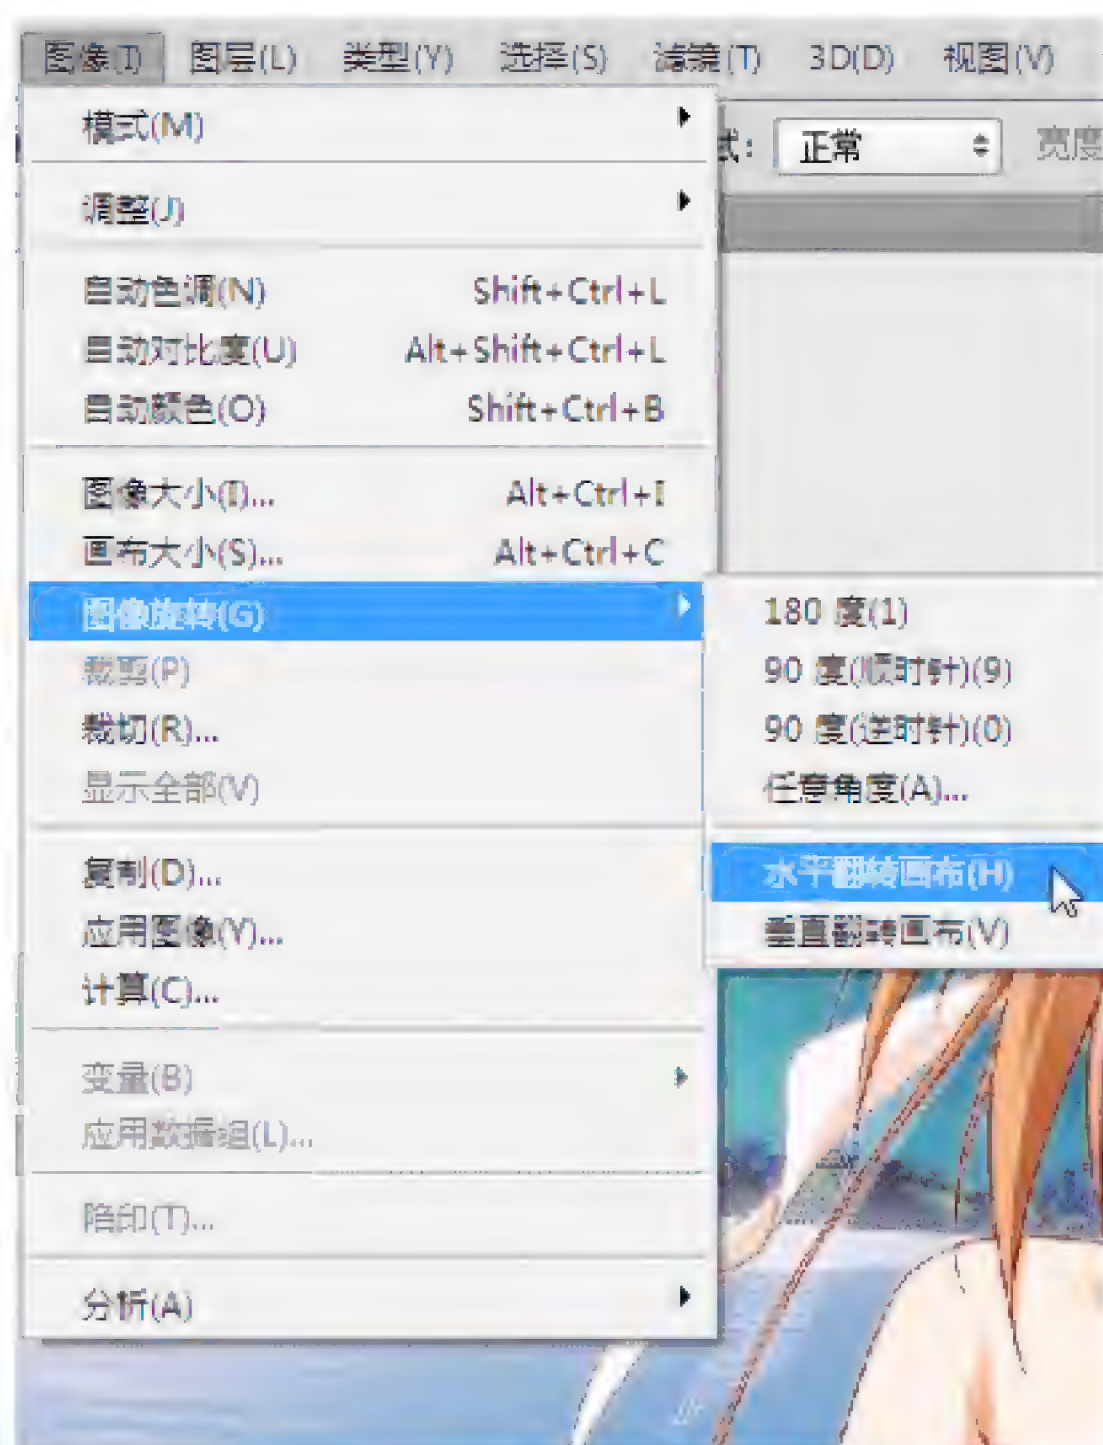 图像(I) 图层(L) 类型(Y) 选择(S) 滤镜(T) 3D(D) 视图(V)
式: 正常 宽度
模式(M)
调整(J)
自动色调(N) Shift+Ctrl+L
自动对比度(U) Alt+Shift+Ctrl+L
自动颜色(O) Shift+Ctrl+B
图像大小(I)... Alt+Ctrl+I
画布大小(S)... Alt+Ctrl+C
图像旋转(G)
裁剪(P)
裁切(R)...
显示全部(V)
复制(D)...
应用图像(Y)...
计算(C)...
变量(B)
应用数据组(L)...
陷印(T)...
分析(A)
180 度(1)
90 度(顺时针)(9)
90 度(逆时针)(0)
任意角度(A)...
水平翻转画布(H)
垂直翻转画布(V)